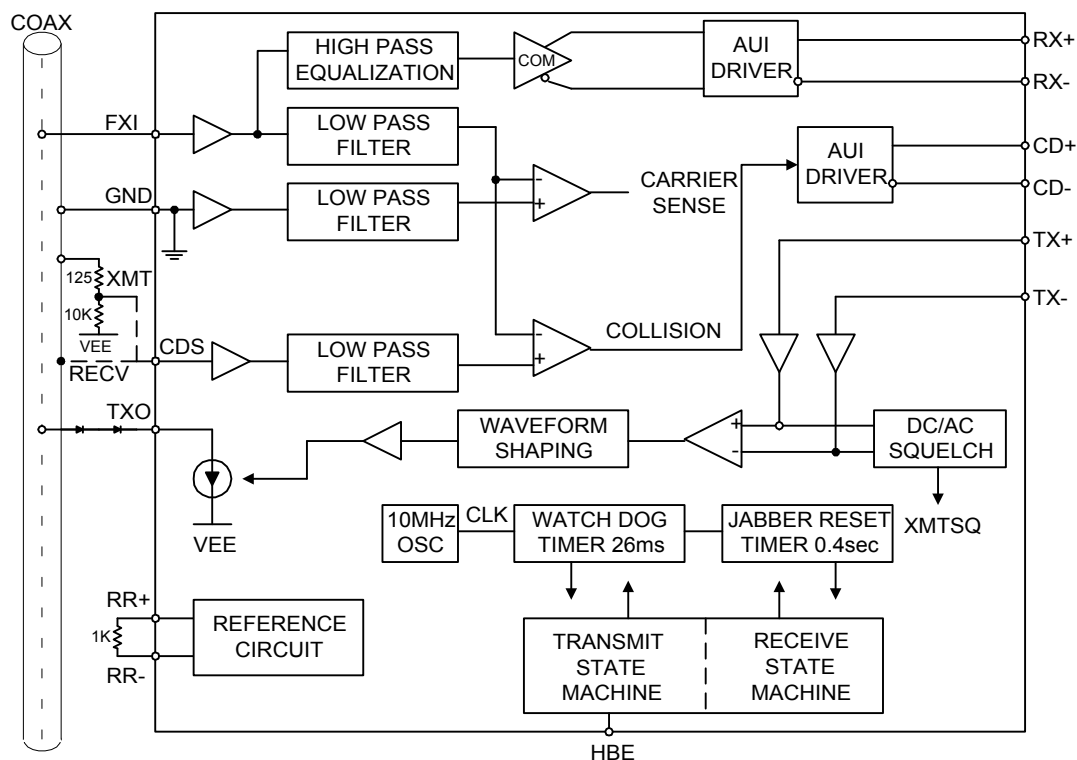 COAX
HIGH PASS
EQUALIZATION
COM
AUI
DRIVER
RX+
RX-
FXI
LOW PASS
FILTER
AUI
DRIVER
CD+
CD-
GND
LOW PASS
FILTER
-
+
CARRIER
SENSE
TX+
125
XMT
10K
VEE
TX-
CDS
RECV
LOW PASS
FILTER
-
+
COLLISION
TXO
WAVEFORM
SHAPING
+
-
DC/AC
SQUELCH
XMTSQ
VEE
10MHz
OSC
CLK
WATCH DOG
TIMER 26ms
JABBER RESET
TIMER 0.4sec
RR+
1K
RR-
REFERENCE
CIRCUIT
TRANSMIT
STATE
MACHINE
RECEIVE
STATE
MACHINE
HBE